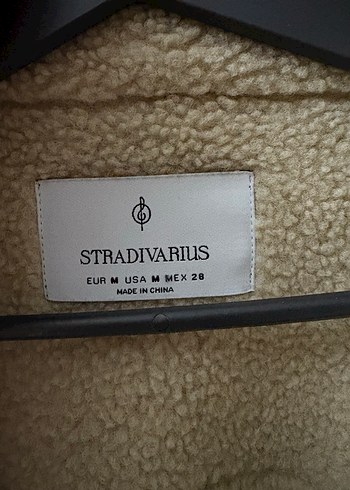 STRADIVARIUS
EUR M USA M MEX 28
MADE IN CHINA